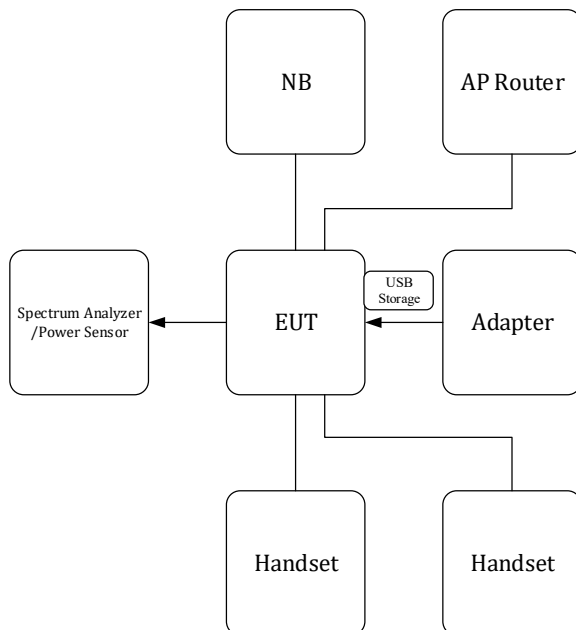 NB
AP Router
Spectrum Analyzer
/Power Sensor
EUT
USB
Storage
Adapter
Handset
Handset